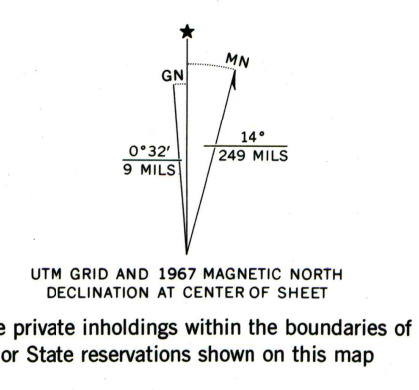 MN
GN
0°32'
9 MILS
14°
249 MILS
UTM GRID AND 1967 MAGNETIC NORTH
DECLINATION AT CENTER OF SHEET
private inholdings within the boundaries of
or State reservations shown on this map